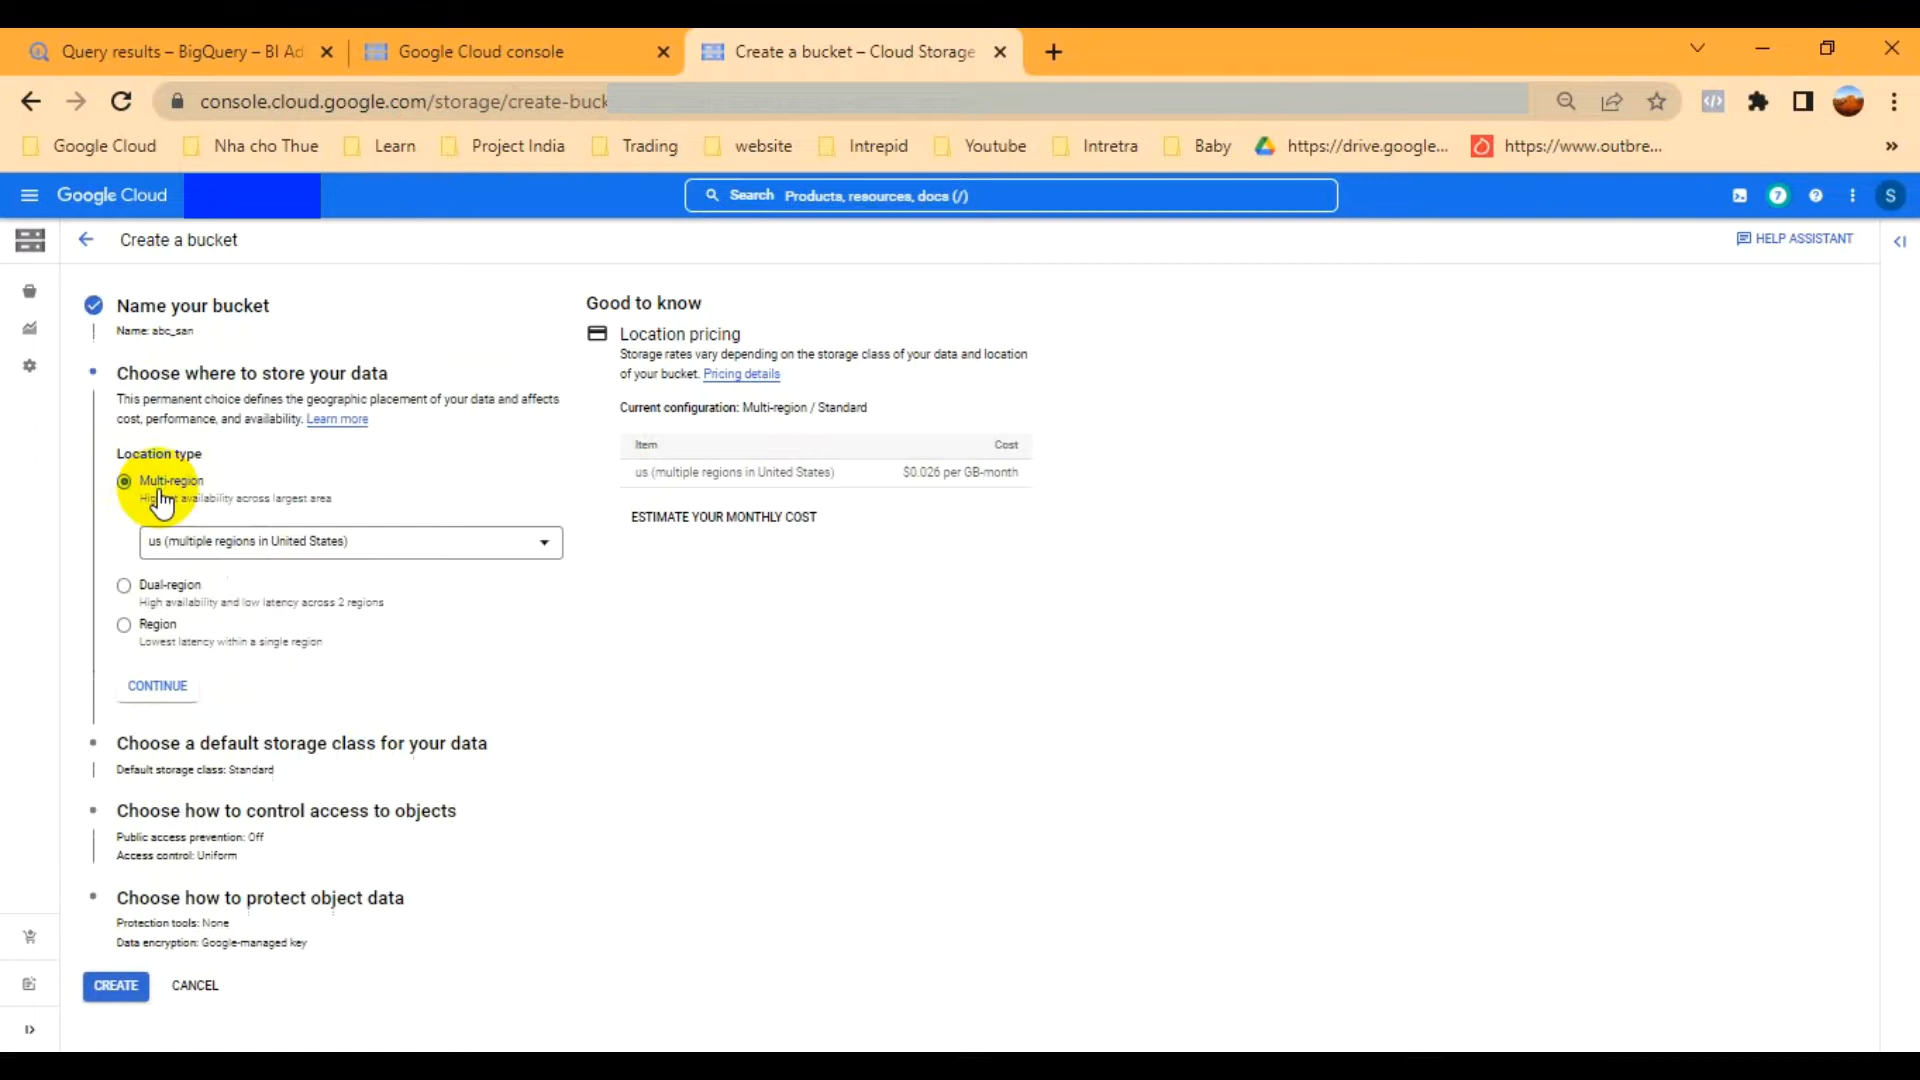 Query results – BigQuery – BI Ad
Google Cloud console
Create a bucket – Cloud Storage
console.cloud.google.com/storage/create-buck
Google Cloud
Nha cho Thue
Learn
Project India
Trading
website
Intrepid
Youtube
Intretra
Baby
https://drive.google...
https://www.outbre...
»
Google Cloud
Search Products, resources, docs (/)
7
S
Create a bucket
HELP ASSISTANT
Name your bucket
Name: abc_san
Choose where to store your data
This permanent choice defines the geographic placement of your data and affects
cost, performance, and availability. Learn more
Location type
Multi-region
Highest availability across largest area
us (multiple regions in United States)
Dual-region
High availability and low latency across 2 regions
Region
Lowest latency within a single region
CONTINUE
Choose a default storage class for your data
Default storage class: Standard
Choose how to control access to objects
Public access prevention: Off
Access control: Uniform
Choose how to protect object data
Protection tools: None
Data encryption: Google-managed key
CREATE
CANCEL
Good to know
Location pricing
Storage rates vary depending on the storage class of your data and location
of your bucket. Pricing details
Current configuration: Multi-region / Standard
Item Cost
us (multiple regions in United States) $0.026 per GB-month
ESTIMATE YOUR MONTHLY COST